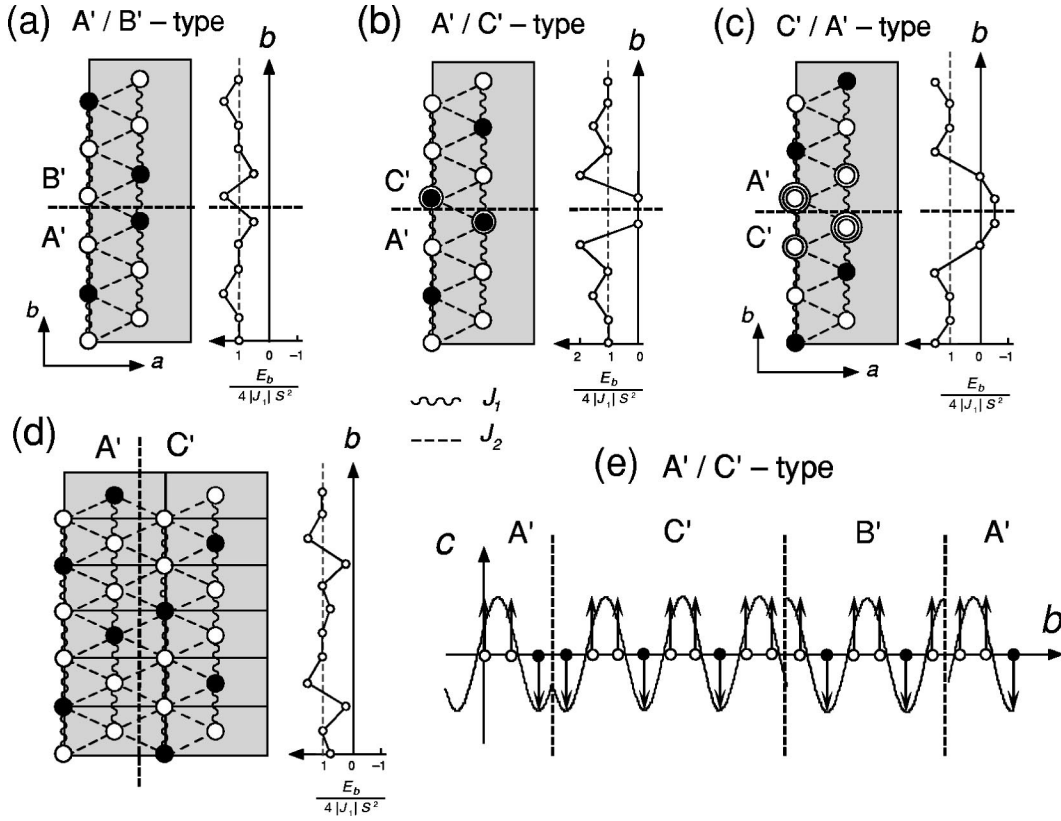 (a) A' / B' – type
b
B'
A'
b
a
1 0 –1
E_b
4|J_1|S^2
(b) A' / C' – type
b
C'
A'
2 1 0
E_b
4|J_1|S^2
J_1
J_2
(c) C' / A' – type
b
A'
C'
b
a
1 0 –1
E_b
4|J_1|S^2
(d) A' C'
b
1 0 –1
E_b
4|J_1|S^2
(e) A' / C' – type
c A' C' B' A'
b